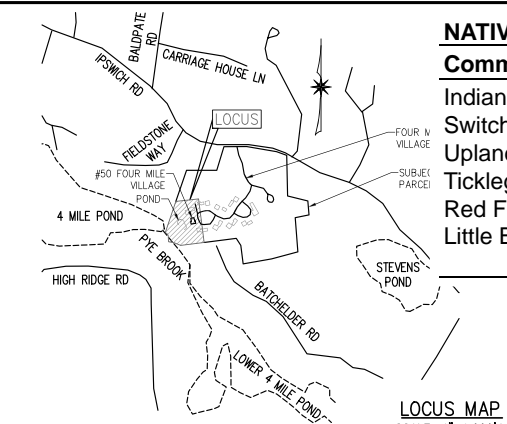 BALDPATE
RD
CARRIAGE HOUSE LN
IPSWICH RD
LOCUS
FIELDSTONE
WAY
FOUR M
VILLAGE
#50 FOUR MILE
VILLAGE
POND
SUBJEC
PARCEL
4 MILE POND
PYE BROOK
HIGH RIDGE RD
STEVENS
POND
BATCHELDER RD
LOWER 4 MILE POND
LOCUS MAP
NATIV
Comm
Indian
Switch
Upland
Tickleg
Red F
Little B